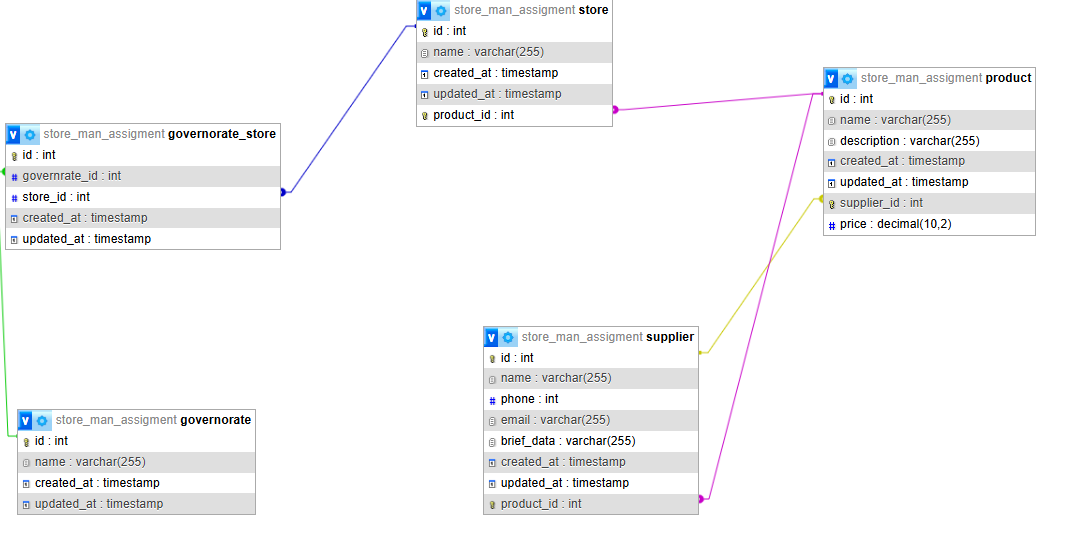 store_man_assigment store
id : int
name : varchar(255)
created_at : timestamp
updated_at : timestamp
product_id : int
store_man_assigment product
id : int
name : varchar(255)
description : varchar(255)
created_at : timestamp
updated_at : timestamp
supplier_id : int
price : decimal(10,2)
store_man_assigment governorate_store
id : int
governrate_id : int
store_id : int
created_at : timestamp
updated_at : timestamp
store_man_assigment supplier
id : int
name : varchar(255)
phone : int
email : varchar(255)
brief_data : varchar(255)
created_at : timestamp
updated_at : timestamp
product_id : int
store_man_assigment governorate
id : int
name : varchar(255)
created_at : timestamp
updated_at : timestamp